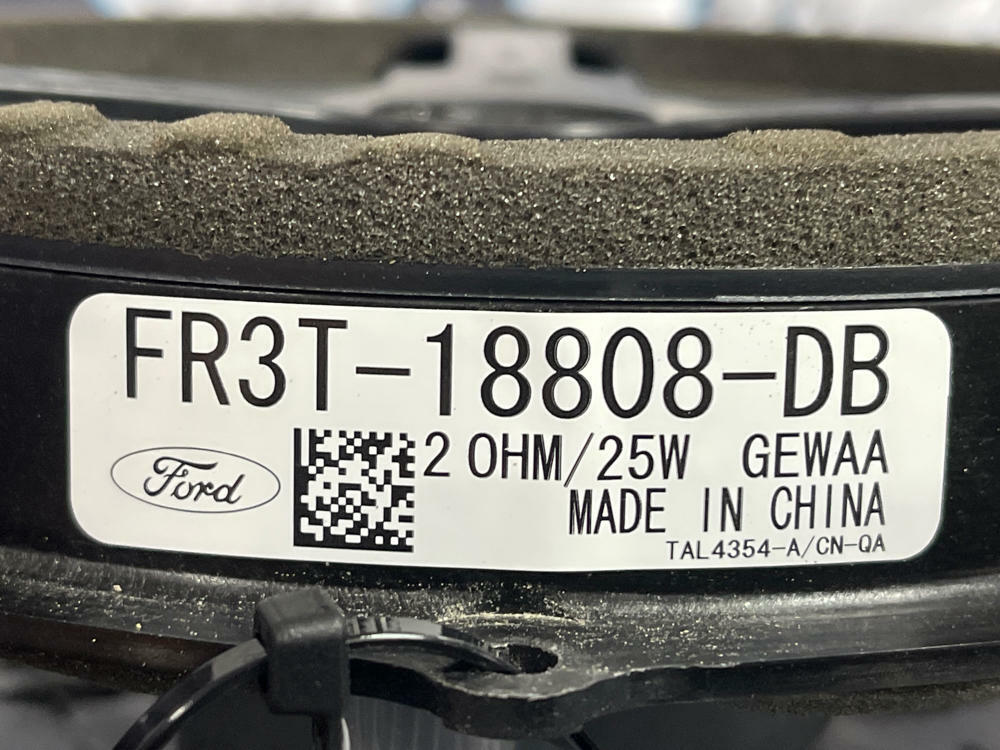 FR3T-18808-DB
Ford
2 OHM/25W GEWAA
MADE IN CHINA
TAL4354-A/CN-QA